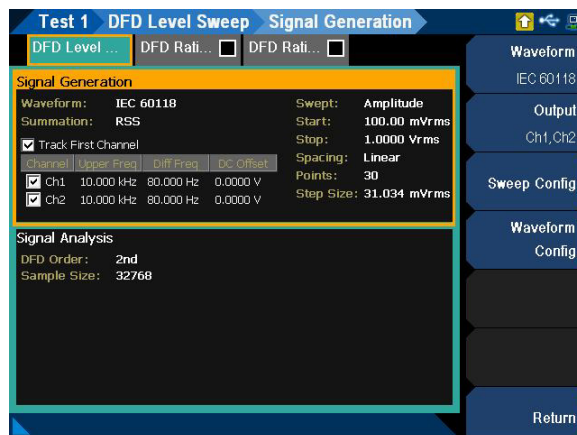 Test 1 DFD Level Sweep Signal Generation
DFD Level ... DFD Rati... DFD Rati...
Signal Generation
Waveform: IEC 60118
Summation: RSS
Track First Channel
Channel Upper Freq Diff Freq DC Offset
Ch1 10.000 kHz 80.000 Hz 0.0000 V
Ch2 10.000 kHz 80.000 Hz 0.0000 V
Swept: Amplitude
Start: 100.00 mVrms
Stop: 1.0000 Vrms
Spacing: Linear
Points: 30
Step Size: 31.034 mVrms
Signal Analysis
DFD Order: 2nd
Sample Size: 32768
Waveform
IEC 60118
Output
Ch1,Ch2
Sweep Config
Waveform
Config
Return